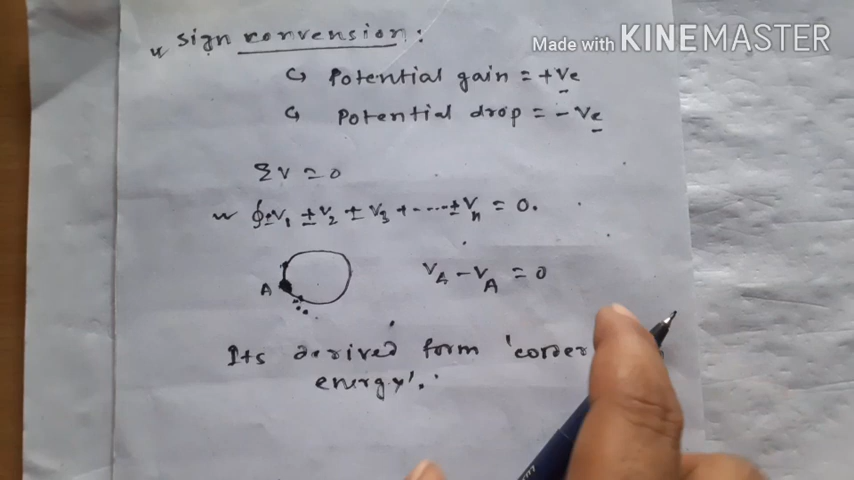 Made with KINEMASTER
sign convension:
Potential gain = +Ve
Potential drop = -Ve
ΣV = 0
∮±V1 ±V2 ± V3 + ..... ± Vn = 0.
A
VA - VA = 0
Its derived form
energy'.